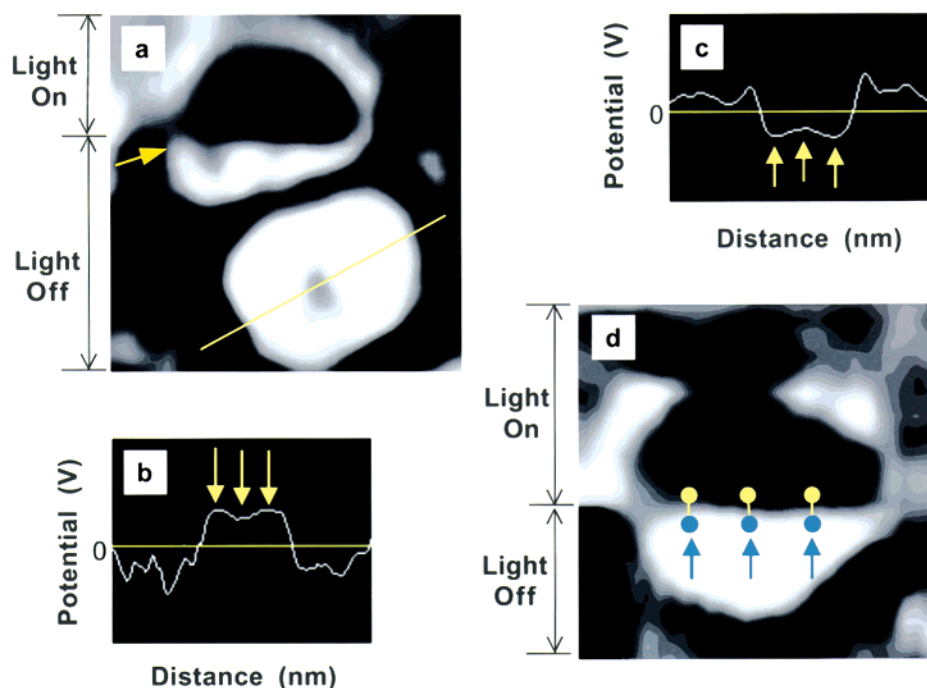 a
Light
On
Light
Off
b
Potential (V)
0
Distance (nm)
c
Potential (V)
0
Distance (nm)
d
Light
On
Light
Off